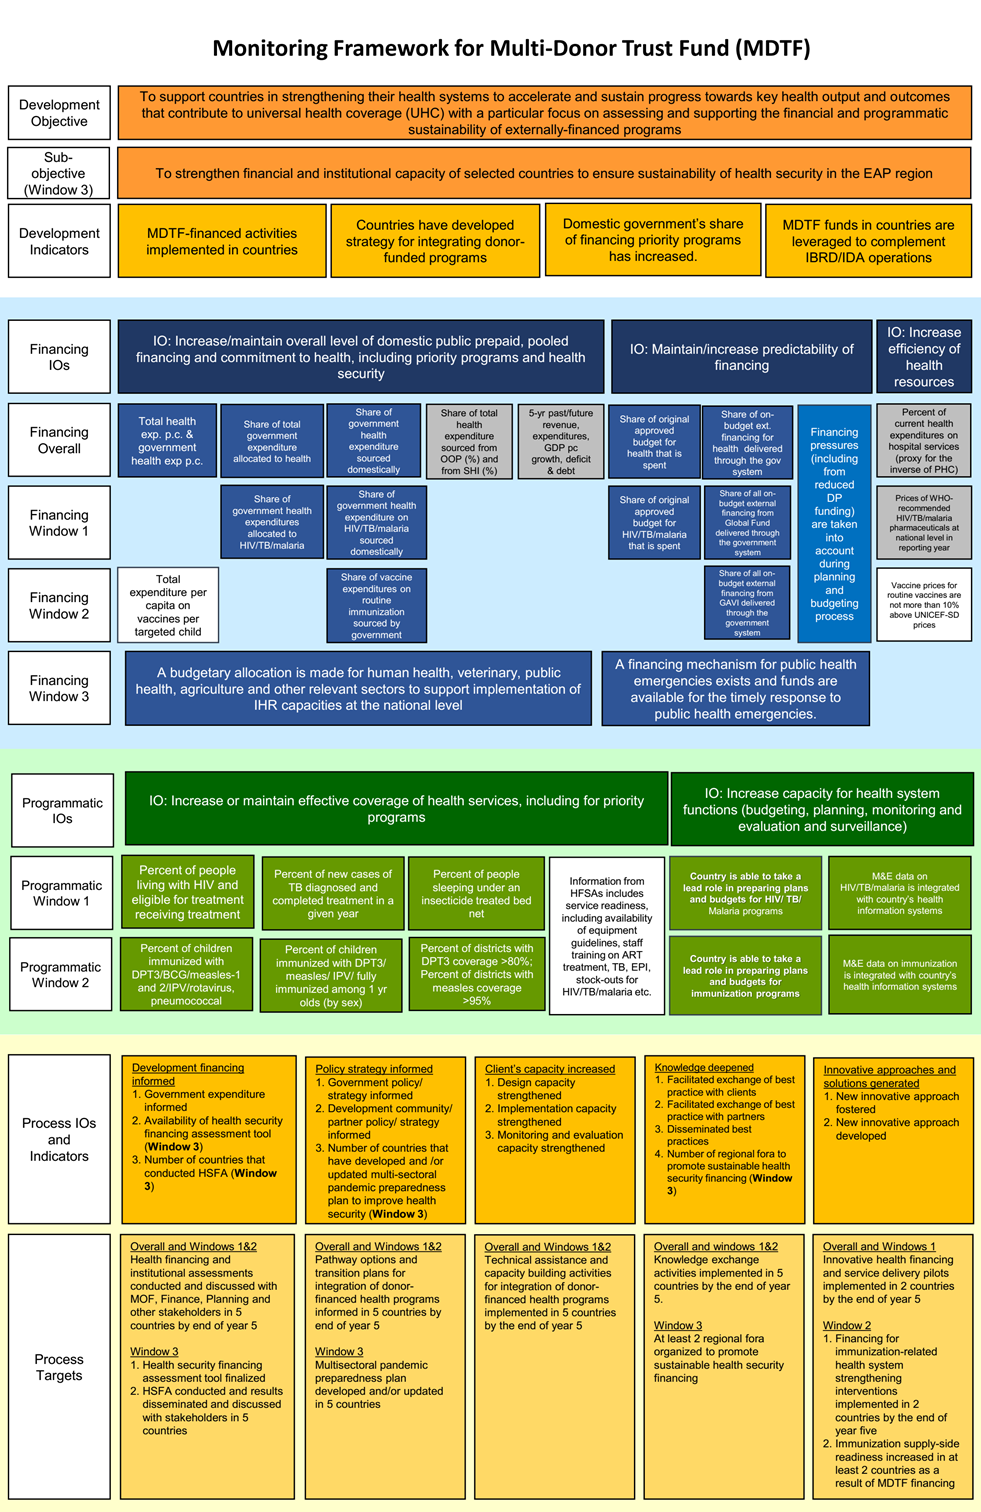 Monitoring Framework for Multi-Donor Trust Fund (MDTF)
Development
Objective
To support countries in strengthening their health systems to accelerate and sustain progress towards key health output and outcomes
that contribute to universal health coverage (UHC) with a particular focus on assessing and supporting the financial and programmatic
sustainability of externally-financed programs
Sub-
objective
(Window 3)
To strengthen financial and institutional capacity of selected countries to ensure sustainability of health security in the EAP region
Development
Indicators
MDTF-financed activities
implemented in countries
Countries have developed
strategy for integrating donor-
funded programs
Domestic government's share
of financing priority programs
has increased.
MDTF funds in countries are
leveraged to complement
IBRD/IDA operations
Financing
IOs
IO: Increase/maintain overall level of domestic public prepaid, pooled
financing and commitment to health, including priority programs and health
security
IO: Maintain/increase predictability of
financing
IO: Increase
efficiency of
health
resources
Financing
Overall
Total health
exp. p.c. &
government
health exp p.c.
Share of total
government
expenditure
allocated to health
Share of
government
health
expenditure
sourced
domestically
Share of total
health
expenditure
sourced from
OOP (%) and
from SHI (%)
5-yr past/future
revenue,
expenditures,
GDP pc
growth, deficit
& debt
Share of original
approved
budget for
health that is
spent
Share of on-
budget ext.
financing for
health delivered
through the gov
system
Financing
pressures
(including
from
reduced
DP
funding)
are taken
into
account
during
planning
and
budgeting
process
Percent of
current health
expenditures on
hospital services
(proxy for the
inverse of PHC)
Financing
Window 1
Share of
government health
expenditures
allocated to
HIV/TB/malaria
Share of
government health
expenditure on
HIV/TB/malaria
sourced
domestically
Share of original
approved
budget for
HIV/TB/malaria
that is spent
Share of all on-
budget external
financing from
Global Fund
delivered through
the government
system
Prices of WHO-
recommended
HIV/TB/malaria
pharmaceuticals at
national level in
reporting year
Financing
Window 2
Total
expenditure per
capita on
vaccines per
targeted child
Share of vaccine
expenditures on
routine
immunization
sourced by
government
Share of all on-
budget external
financing from
GAVI delivered
through the
government
system
Vaccine prices for
routine vaccines are
not more than 10%
above UNICEF-SD
prices
Financing
Window 3
A budgetary allocation is made for human health, veterinary, public
health, agriculture and other relevant sectors to support implementation of
IHR capacities at the national level
A financing mechanism for public health
emergencies exists and funds are
available for the timely response to
public health emergencies.
Programmatic
IOs
IO: Increase or maintain effective coverage of health services, including for priority
programs
IO: Increase capacity for health system
functions (budgeting, planning, monitoring and
evaluation and surveillance)
Programmatic
Window 1
Percent of people
living with HIV and
eligible for treatment
receiving treatment
Percent of new cases of
TB diagnosed and
completed treatment in a
given year
Percent of people
sleeping under an
insecticide treated bed
net
Information from
HFSAs includes
service readiness,
including availability
of equipment
guidelines, staff
training on ART
treatment, TB, EPI,
stock-outs for
HIV/TB/malaria etc.
Country is able to take a
lead role in preparing plans
and budgets for HIV/ TB/
Malaria programs
M&E data on
HIV/TB/malaria is integrated
with country's health
information systems
Programmatic
Window 2
Percent of children
immunized with
DPT3/BCG/measles-1
and 2/IPV/rotavirus,
pneumococcal
Percent of children
immunized with DPT3/
measles/ IPV/ fully
immunized among 1 yr
olds (by sex)
Percent of districts with
DPT3 coverage >80%;
Percent of districts with
measles coverage
>95%
Country is able to take a
lead role in preparing plans
and budgets for
immunization programs
M&E data on immunization
is integrated with country's
health information systems
Process IOs
and
Indicators
Development financing
informed
1. Government expenditure
informed
2. Availability of health security
financing assessment tool
(Window 3)
3. Number of countries that
conducted HSFA (Window
3)
Policy strategy informed
1. Government policy/
strategy informed
2. Development community/
partner policy/ strategy
informed
3. Number of countries that
have developed and /or
updated multi-sectoral
pandemic preparedness
plan to improve health
security (Window 3)
Client's capacity increased
1. Design capacity
strengthened
2. Implementation capacity
strengthened
3. Monitoring and evaluation
capacity strengthened
Knowledge deepened
1. Facilitated exchange of best
practice with clients
2. Facilitated exchange of best
practice with partners
3. Disseminated best
practices
4. Number of regional fora to
promote sustainable health
security financing (Window
3)
Innovative approaches and
solutions generated
1. New innovative approach
fostered
2. New innovative approach
developed
Process
Targets
Overall and Windows 1&2
Health financing and
institutional assessments
conducted and discussed with
MOF, Finance, Planning and
other stakeholders in 5
countries by end of year 5
Window 3
1. Health security financing
assessment tool finalized
2. HSFA conducted and results
disseminated and discussed
with stakeholders in 5
countries
Overall and Windows 1&2
Pathway options and
transition plans for
integration of donor-
financed health programs
informed in 5 countries by
end of year 5
Window 3
Multisectoral pandemic
preparedness plan
developed and/or updated
in 5 countries
Overall and Windows 1&2
Technical assistance and
capacity building activities
for integration of donor-
financed health programs
implemented in 5 countries
by the end of year 5
Overall and windows 1&2
Knowledge exchange
activities implemented in 5
countries by the end of year
5.
Window 3
At least 2 regional fora
organized to promote
sustainable health security
financing
Overall and Windows 1
Innovative health financing
and service delivery pilots
implemented in 2 countries
by the end of year 5
Window 2
1. Financing for
immunization-related
health system
strengthening
interventions
implemented in 2
countries by the end of
year five
2. Immunization supply-side
readiness increased in at
least 2 countries as a
result of MDTF financing